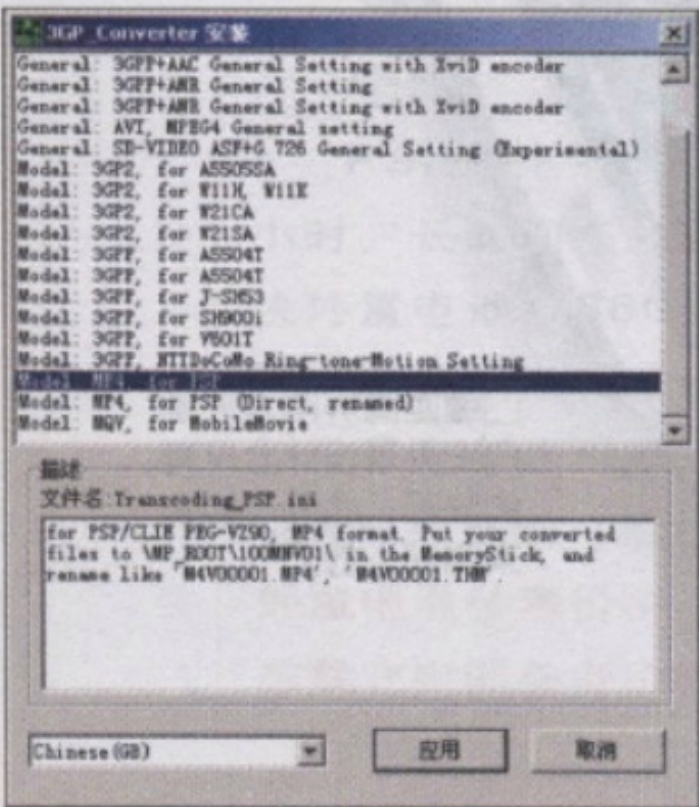 3GP_Converter 安装
General: 3GPP+AAC General Setting with XviD encoder
General: 3GPP+AMR General Setting
General: 3GPP+AMR General Setting with XviD encoder
General: AVI, MPEG4 General setting
General: SD-VIDEO ASF+G 726 General Setting (Experimental)
Model: 3GP2, for A5505SA
Model: 3GP2, for W11H, W11K
Model: 3GP2, for W21CA
Model: 3GP2, for W21SA
Model: 3GPP, for A5504T
Model: 3GPP, for A5504T
Model: 3GPP, for J-SH53
Model: 3GPP, for SH900i
Model: 3GPP, for V601T
Model: 3GPP, NTTDoCoMo Ring-tone-Motion Setting
Model: MP4, for PSP
Model: MP4, for PSP (Direct, renamed)
Model: MQV, for MobileMovie
描述
文件名:Transcoding_PSP.ini
for PSP/CLIE PEG-VZ90, MP4 format. Put your converted
files to \MP_ROOT\100MNV01\ in the MemoryStick, and
rename like 'M4V00001.MP4', 'M4V00001.THM'.
Chinese(GB)
应用
取消